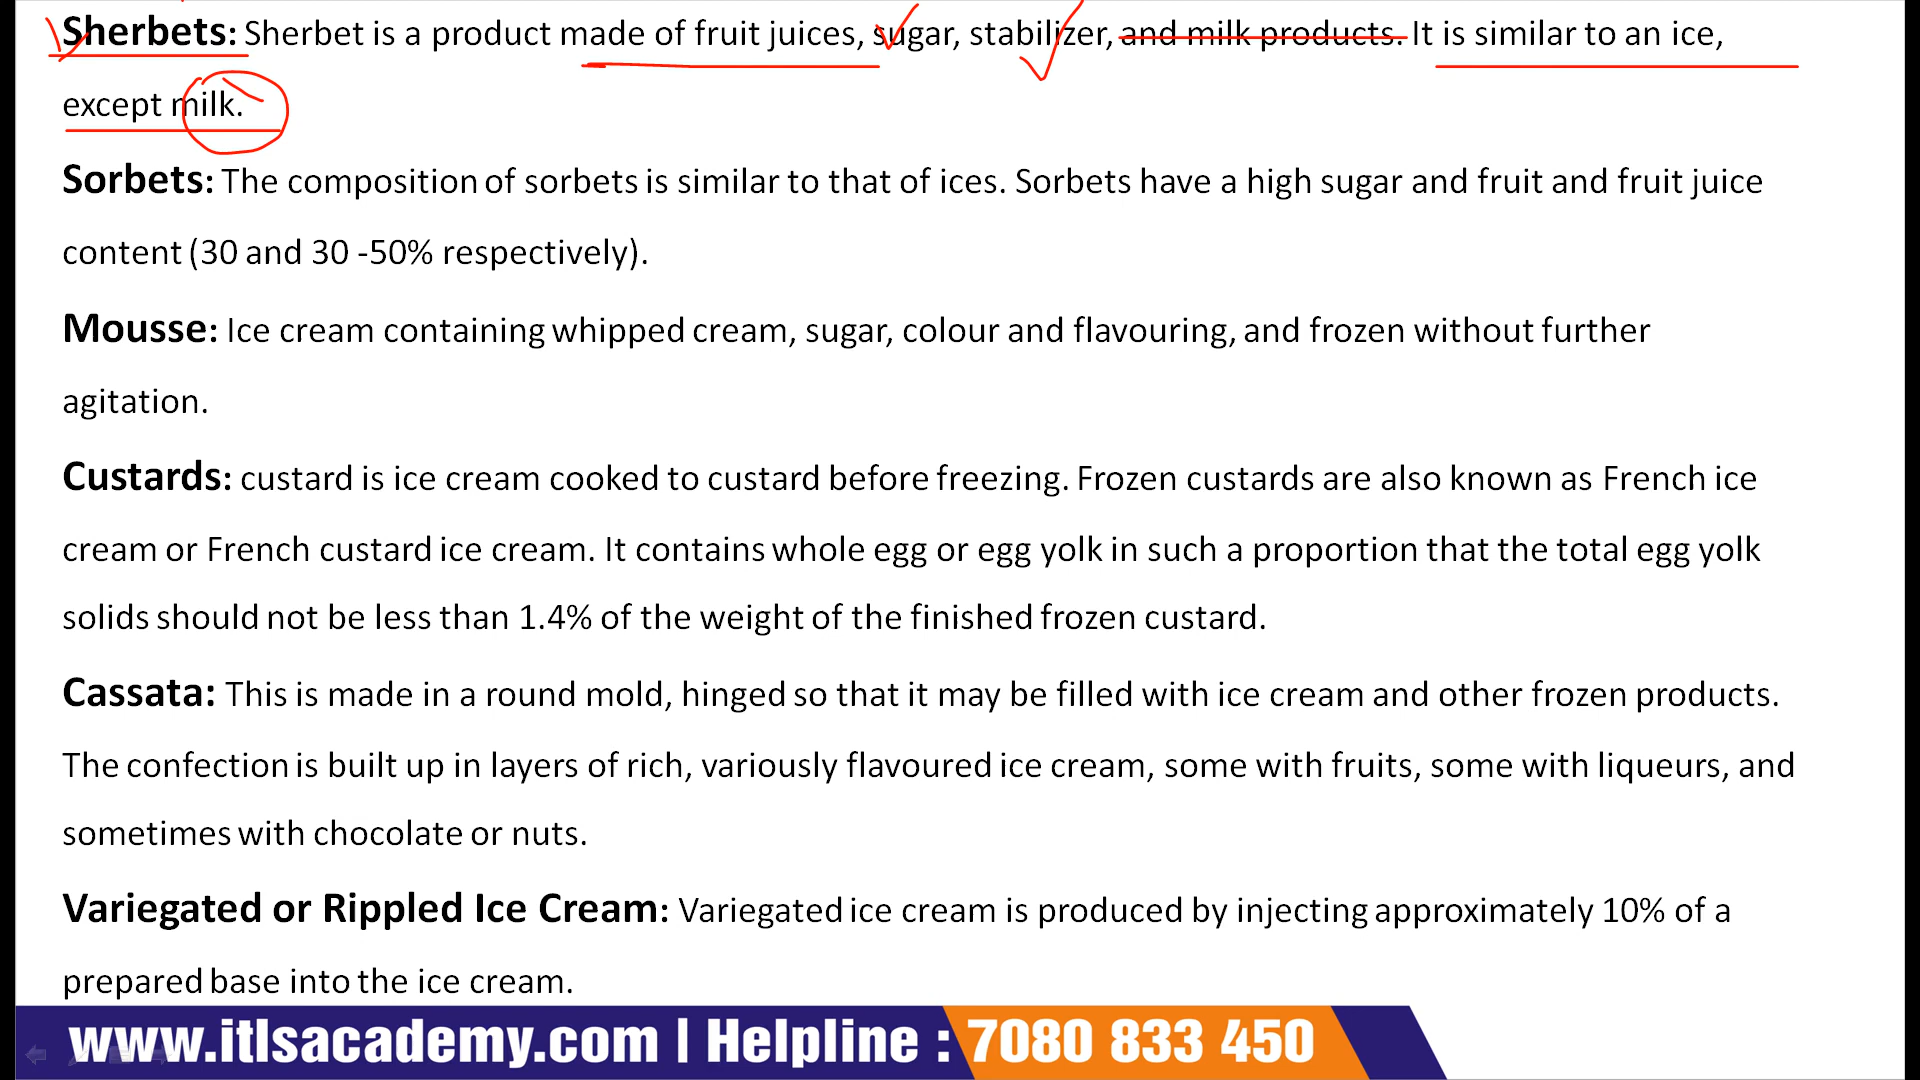 Sherbets: Sherbet is a product made of fruit juices, sugar, stabilizer, and milk products. It is similar to an ice,
except milk.
Sorbets: The composition of sorbets is similar to that of ices. Sorbets have a high sugar and fruit and fruit juice
content (30 and 30 -50% respectively).
Mousse: Ice cream containing whipped cream, sugar, colour and flavouring, and frozen without further
agitation.
Custards: custard is ice cream cooked to custard before freezing. Frozen custards are also known as French ice
cream or French custard ice cream. It contains whole egg or egg yolk in such a proportion that the total egg yolk
solids should not be less than 1.4% of the weight of the finished frozen custard.
Cassata: This is made in a round mold, hinged so that it may be filled with ice cream and other frozen products.
The confection is built up in layers of rich, variously flavoured ice cream, some with fruits, some with liqueurs, and
sometimes with chocolate or nuts.
Variegated or Rippled Ice Cream: Variegated ice cream is produced by injecting approximately 10% of a
prepared base into the ice cream.
www.itlsacademy.com | Helpline : 7080 833 450